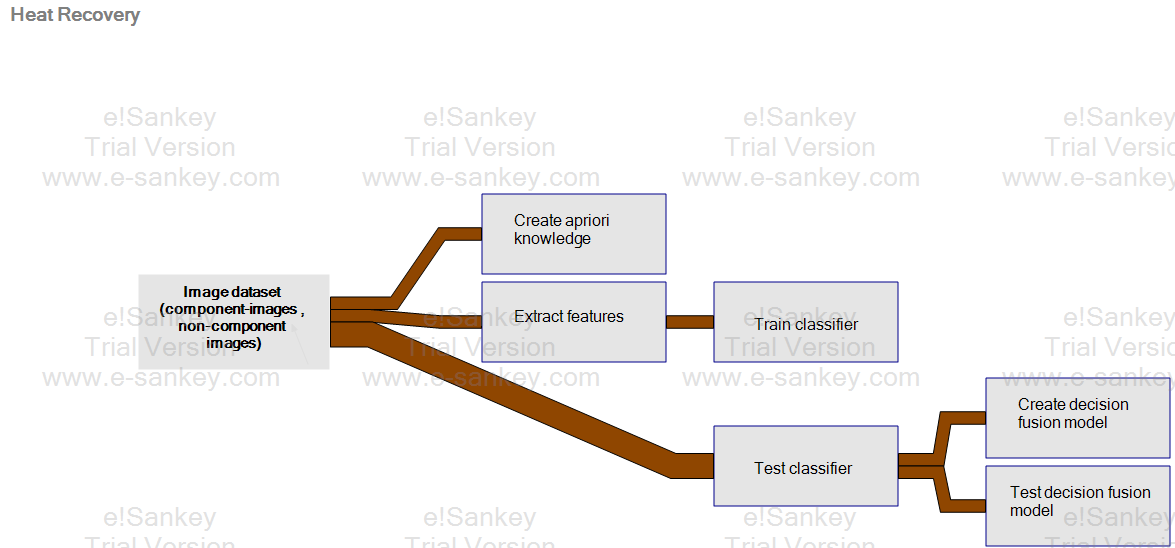 Heat Recovery
e!Sankey e!Sankey e!Sankey e!Sankey
Trial Version Trial Version Trial Version Trial Versic
www.e-sankey.com www.e-sankey.com www.e-sankey.com www.e-sankey
Create apriori
knowledge
Image dataset
(component-images ,
non-component
images)
Extract features
Train classifier
e!Sankey e!Sankey e!Sankey e!Sankey
Trial Version Trial Version Trial Version Trial Versic
www.e-sankey.com www.e-sankey.com www.e-sankey.com www.e-sankey
Create decision
fusion model
Test classifier
Test decision fusion
model
e!Sankey e!Sankey e!Sankey e!Sankey
Trial Version Trial Version Trial Version Trial Versic